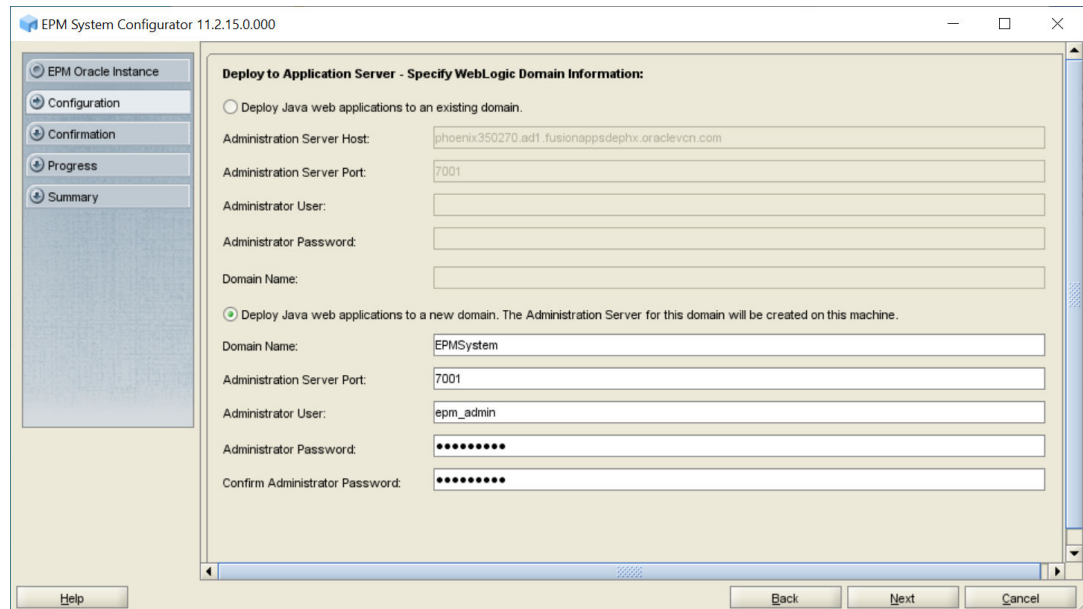 EPM System Configurator 11.2.15.0.000
EPM Oracle Instance
Configuration
Confirmation
Progress
Summary
Deploy to Application Server - Specify WebLogic Domain Information:
Deploy Java web applications to an existing domain.
Administration Server Host: phoenix350270.ad1.fusionappsdephx.oraclevcn.com
Administration Server Port: 7001
Administrator User:
Administrator Password:
Domain Name:
Deploy Java web applications to a new domain. The Administration Server for this domain will be created on this machine.
Domain Name: EPMSystem
Administration Server Port: 7001
Administrator User: epm_admin
Administrator Password: •••••••••
Confirm Administrator Password: •••••••••
Help Back Next Cancel